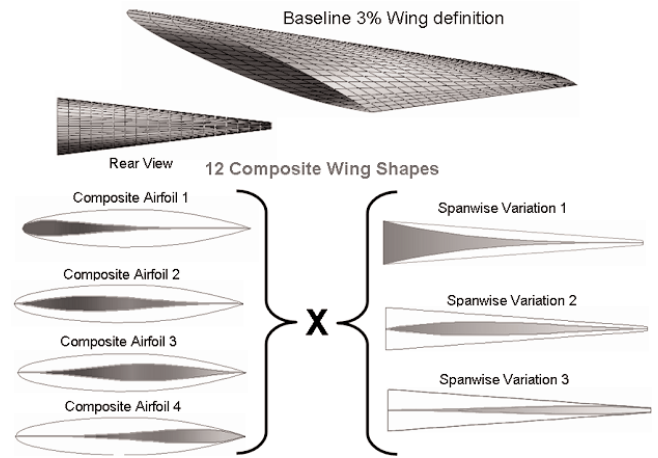 Baseline 3% Wing definition
Rear View
12 Composite Wing Shapes
Composite Airfoil 1
Composite Airfoil 2
Composite Airfoil 3
Composite Airfoil 4
X
Spanwise Variation 1
Spanwise Variation 2
Spanwise Variation 3